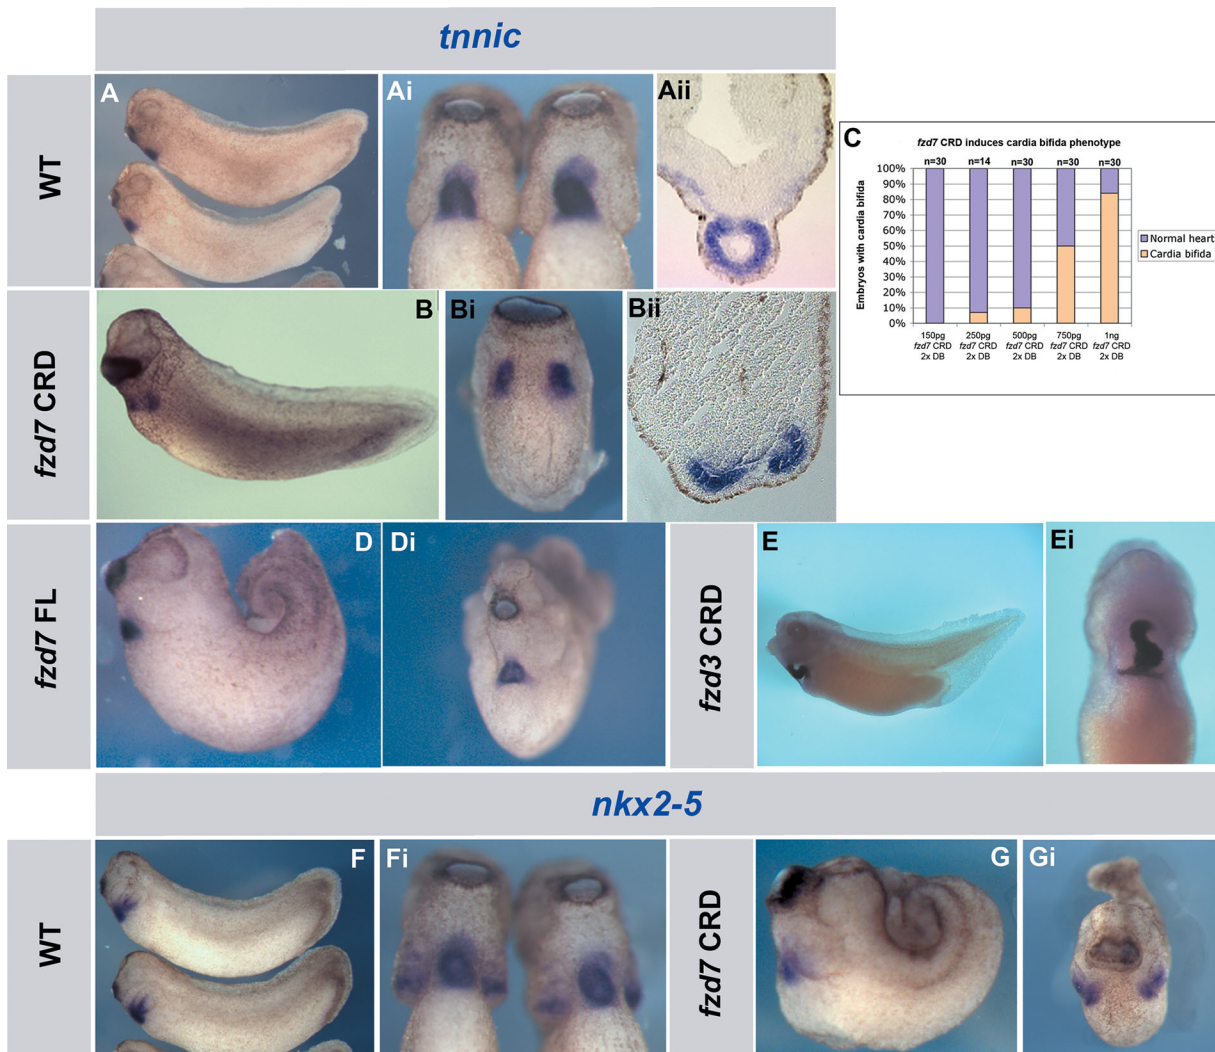 tnnic
WT
A
Ai
Aii
C
fzd7 CRD induces cardia bifida phenotype
n=30 n=14 n=30 n=30 n=30
Embryos with cardia bifida
100%
90%
80%
70%
60%
50%
40%
30%
20%
10%
0%
150pg 250pg 500pg 750pg 1ng
fzd7 CRD fzd7 CRD fzd7 CRD fzd7 CRD fzd7 CRD
2x DB 2x DB 2x DB 2x DB 2x DB
Normal heart
Cardia bifida
fzd7 CRD
B
Bi
Bii
fzd7 FL
D
Di
fzd3 CRD
E
Ei
nkx2-5
WT
F
Fi
fzd7 CRD
G
Gi